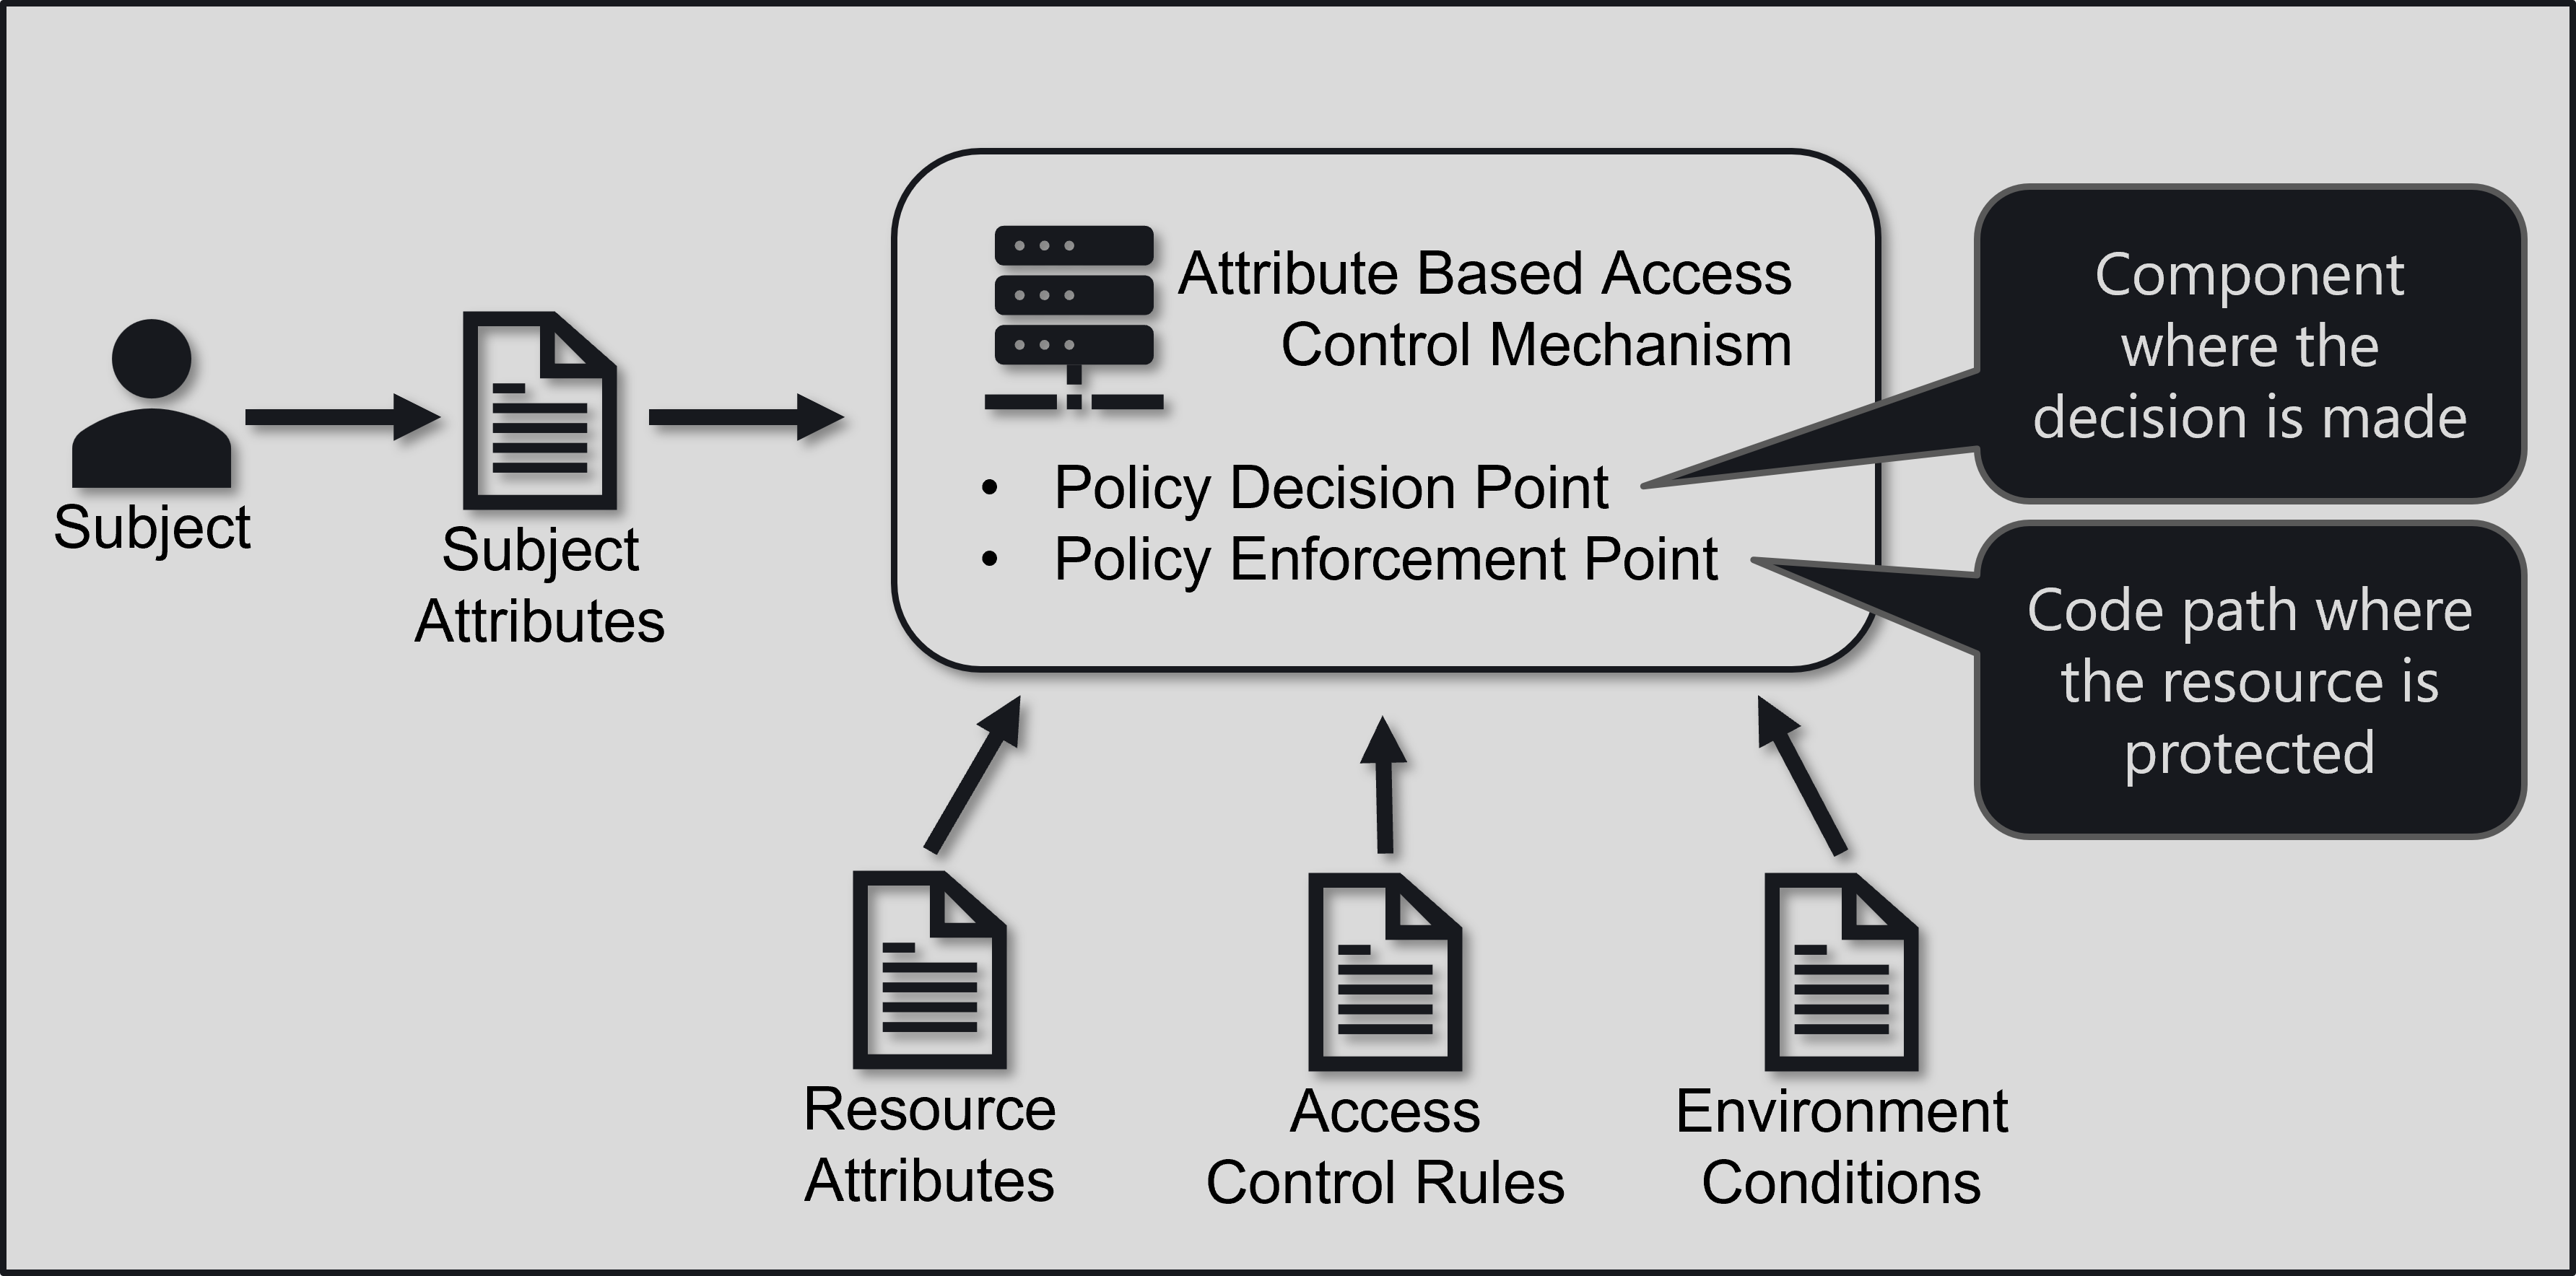 Subject
Subject
Attributes
Attribute Based Access
Control Mechanism
• Policy Decision Point
• Policy Enforcement Point
Component
where the
decision is made
Code path where
the resource is
protected
Resource
Attributes
Access
Control Rules
Environment
Conditions